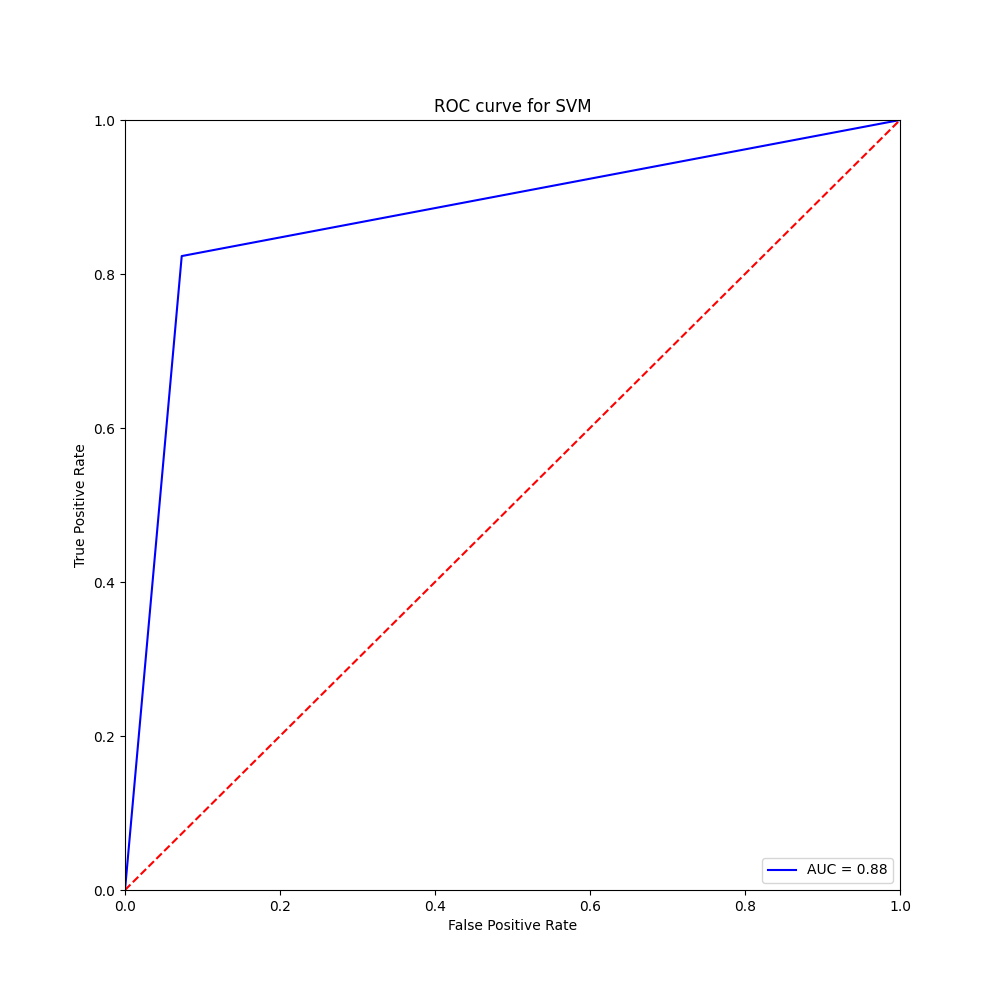 ROC curve for SVM
1.0
0.8
0.6
0.4
0.2
0.0
True Positive Rate
AUC = 0.88
0.0 0.2 0.4 0.6 0.8 1.0
False Positive Rate